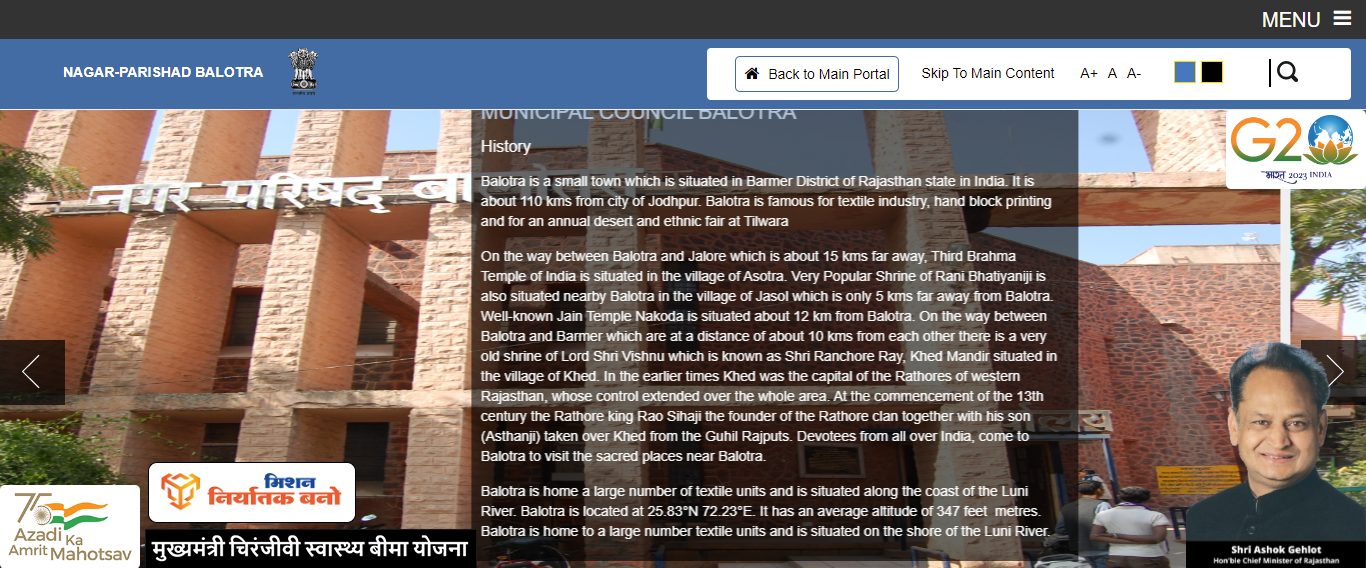 MENU
NAGAR-PARISHAD BALOTRA
Back to Main Portal
Skip To Main Content
A+ A A-
MUNICIPAL COUNCIL BALOTRA
G20
भारत 2023 INDIA
History
नगर परिषद् बा
Balotra is a small town which is situated in Barmer District of Rajasthan state in India. It is
about 110 kms from city of Jodhpur. Balotra is famous for textile industry, hand block printing
and for an annual desert and ethnic fair at Tilwara
On the way between Balotra and Jalore which is about 15 kms far away, Third Brahma
Temple of India is situated in the village of Asotra. Very Popular Shrine of Rani Bhatiyaniji is
also situated nearby Balotra in the village of Jasol which is only 5 kms far away from Balotra.
Well-known Jain Temple Nakoda is situated about 12 km from Balotra. On the way between
Balotra and Barmer which are at a distance of about 10 kms from each other there is a very
old shrine of Lord Shri Vishnu which is known as Shri Ranchore Ray, Khed Mandir situated in
the village of Khed. In the earlier times Khed was the capital of the Rathores of western
Rajasthan, whose control extended over the whole area. At the commencement of the 13th
century the Rathore king Rao Sihaji the founder of the Rathore clan together with his son
(Asthanji) taken over Khed from the Guhil Rajputs. Devotees from all over India, come to
Balotra to visit the sacred places near Balotra.
Balotra is home a large number of textile units and is situated along the coast of the Luni
River. Balotra is located at 25.83°N 72.23°E. It has an average altitude of 347 feet metres.
Balotra is home to a large number textile units and is situated on the shore of the Luni River.
मिशन
निर्यातक बनो
75
Azadi Ka
Amrit Mahotsav
मुख्यमंत्री चिरंजीवी स्वास्थ्य बीमा योजना
Shri Ashok Gehlot
Hon'ble Chief Minister of Rajasthan